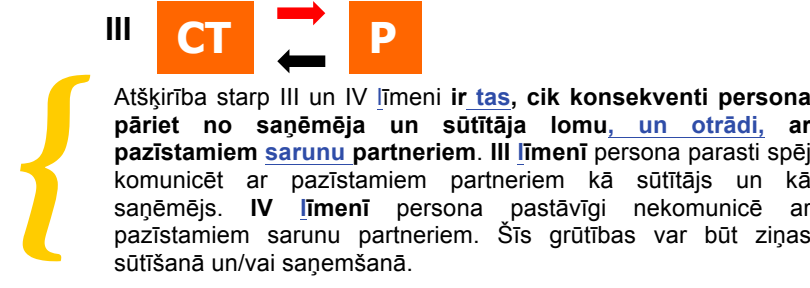 III CT P
Atšķirība starp III un IV līmeni ir tas, cik konsekventi persona
pāriet no saņēmēja un sūtītāja lomu, un otrādi, ar
pazīstamiem sarunu partneriem. III līmenī persona parasti spēj
komunicēt ar pazīstamiem partneriem kā sūtītājs un kā
saņēmējs. IV līmenī persona pastāvīgi nekomunicē ar
pazīstamiem sarunu partneriem. Šīs grūtības var būt ziņas
sūtīšanā un/vai saņemšanā.